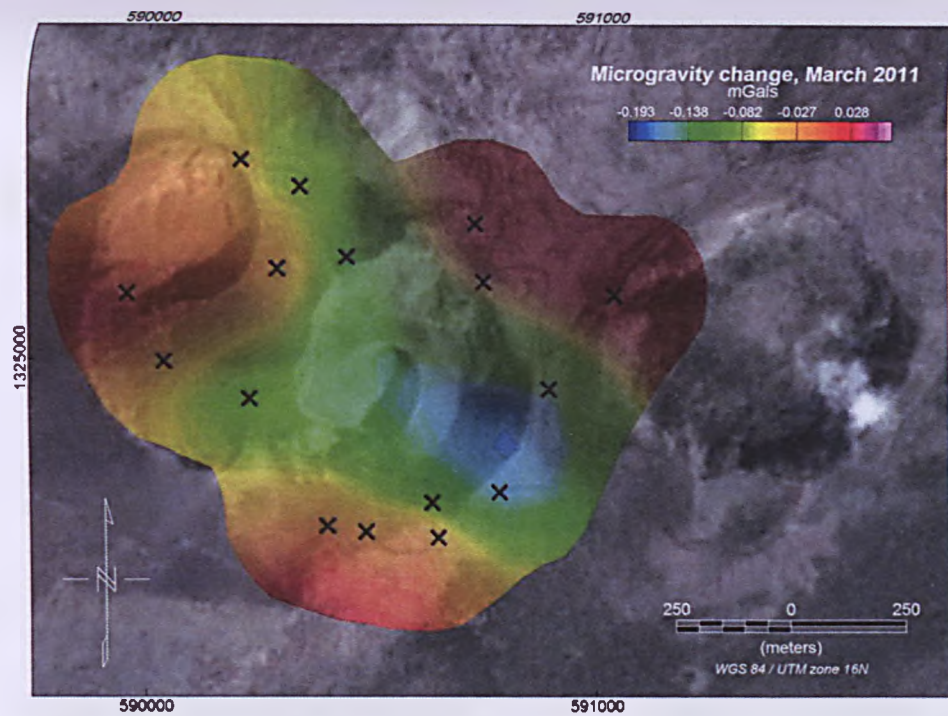 590000 591000
Microgravity change, March 2011
mGals
-0.193 -0.138 -0.082 -0.027 0.028
1325000
N
250 0 250
(meters)
WGS 84 / UTM zone 16N
590000 591000